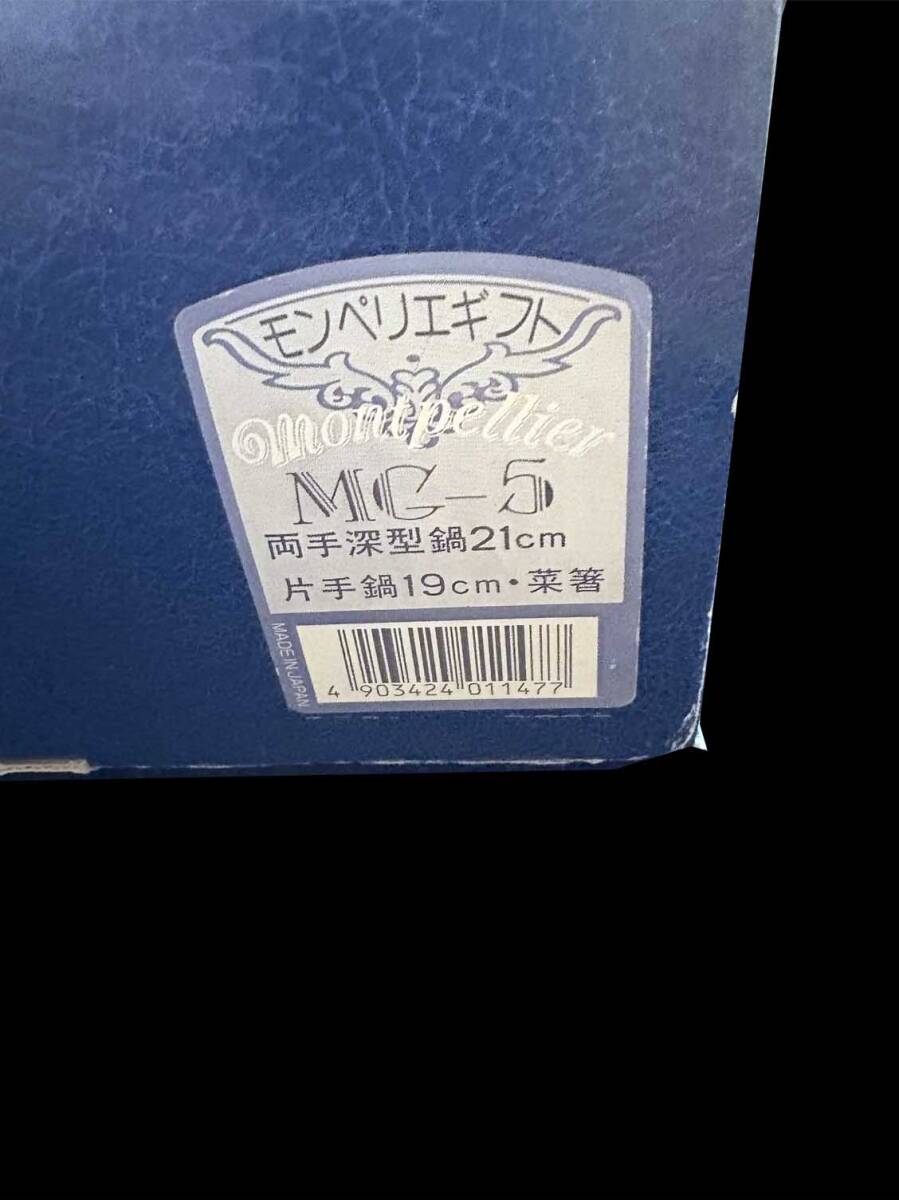 モンペリエギフト
Montpellier
MG-5
両手深型鍋21cm
片手鍋19cm・菜箸
MADE IN JAPAN
4 903424 011477